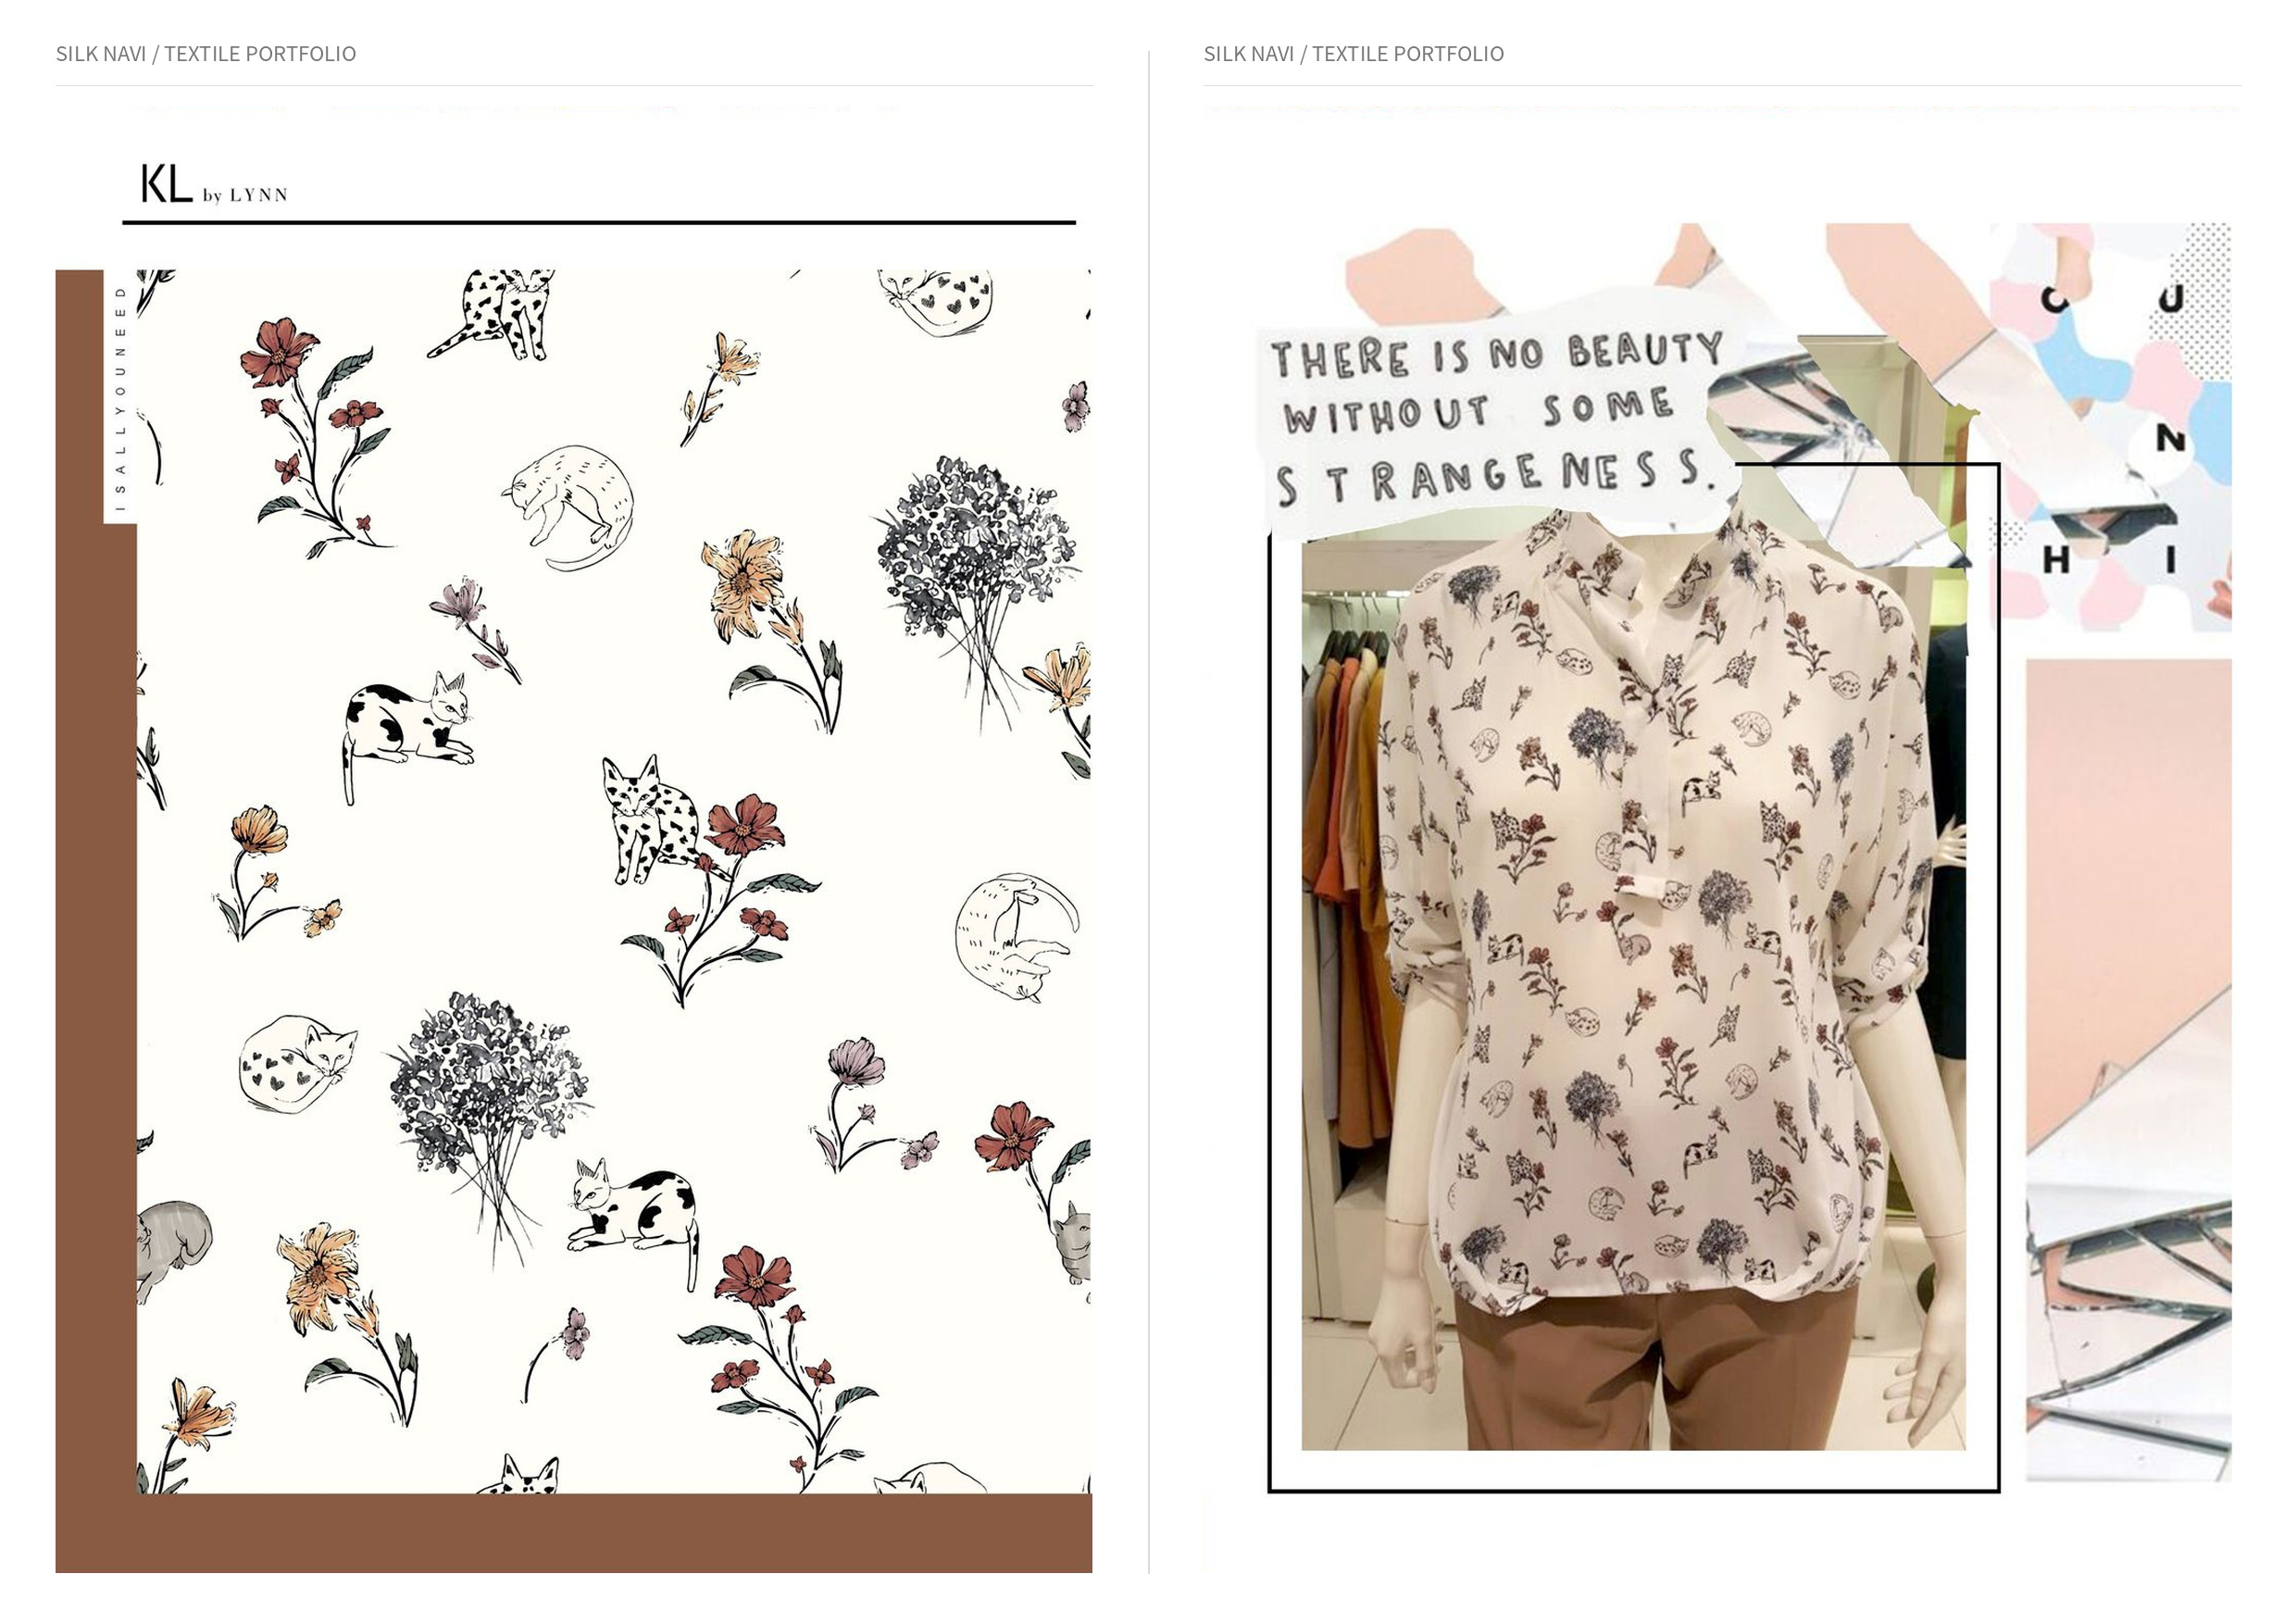 SILK NAVI / TEXTILE PORTFOLIO
KL by LYNN
ISALLYOUNEED
SILK NAVI / TEXTILE PORTFOLIO
THERE IS NO BEAUTY
WITHOUT SOME
STRANGENESS.
O U
N
H I